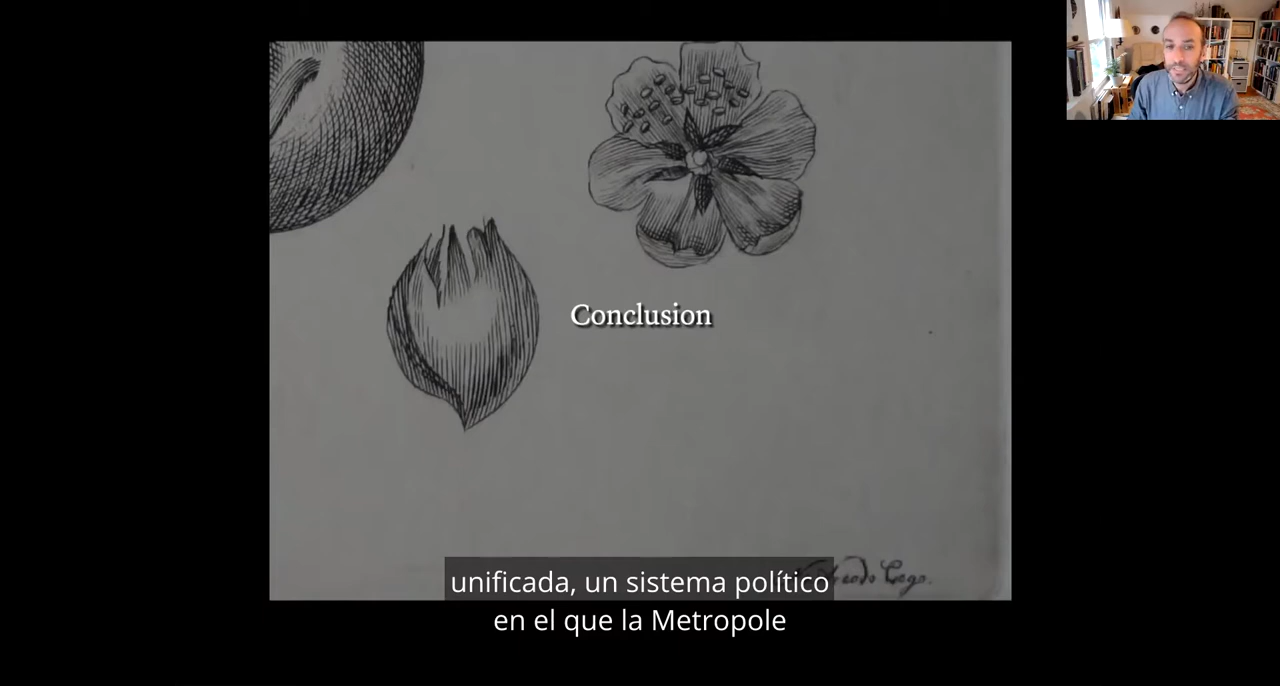 Conclusion
unificada, un sistema político
en el que la Metropole